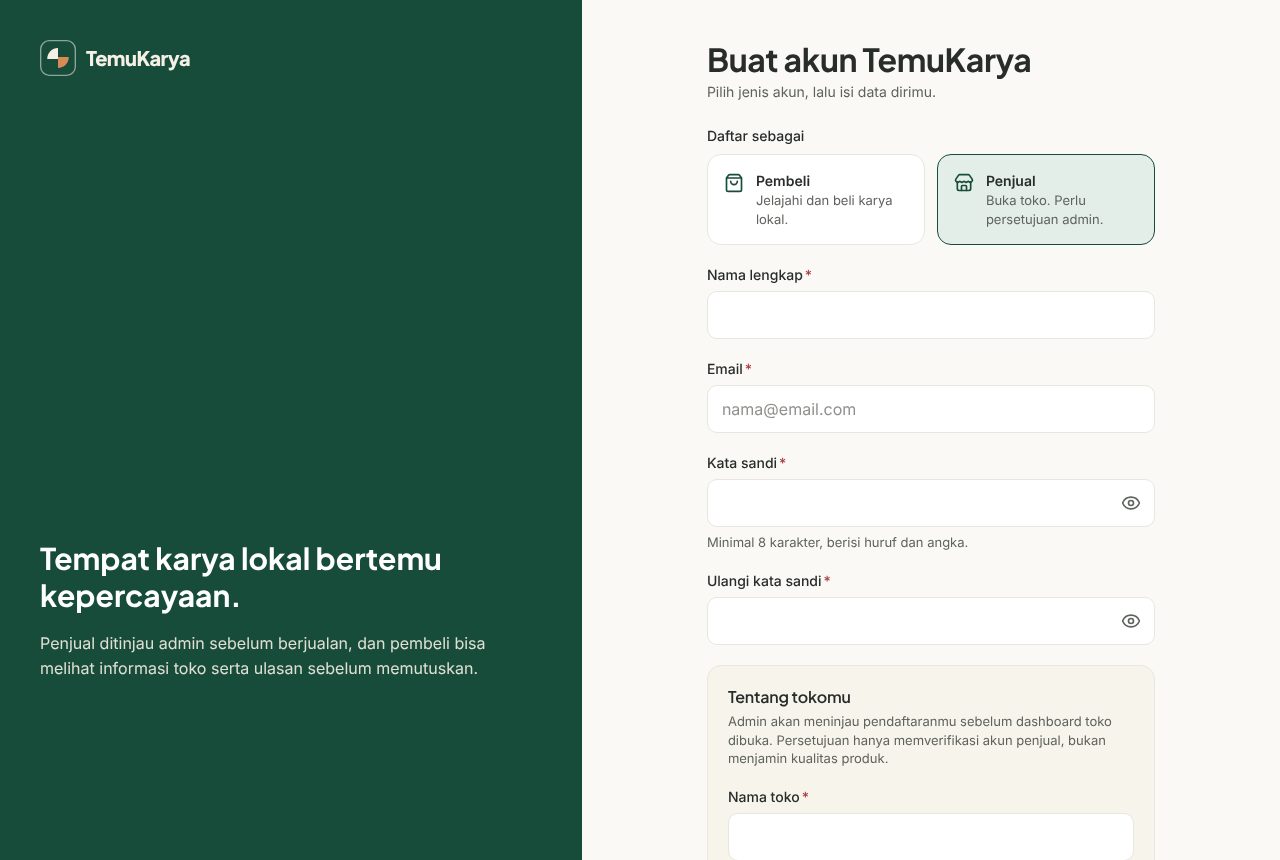 TemuKarya
Tempat karya lokal bertemu
kepercayaan.
Penjual ditinjau admin sebelum berjualan, dan pembeli bisa
melihat informasi toko serta ulasan sebelum memutuskan.
Buat akun TemuKarya
Pilih jenis akun, lalu isi data dirimu.
Daftar sebagai
Pembeli
Jelajahi dan beli karya
lokal.
Penjual
Buka toko. Perlu
persetujuan admin.
Nama lengkap *
Email *
nama@email.com
Kata sandi *
Minimal 8 karakter, berisi huruf dan angka.
Ulangi kata sandi *
Tentang tokomu
Admin akan meninjau pendaftaranmu sebelum dashboard toko
dibuka. Persetujuan hanya memverifikasi akun penjual, bukan
menjamin kualitas produk.
Nama toko *